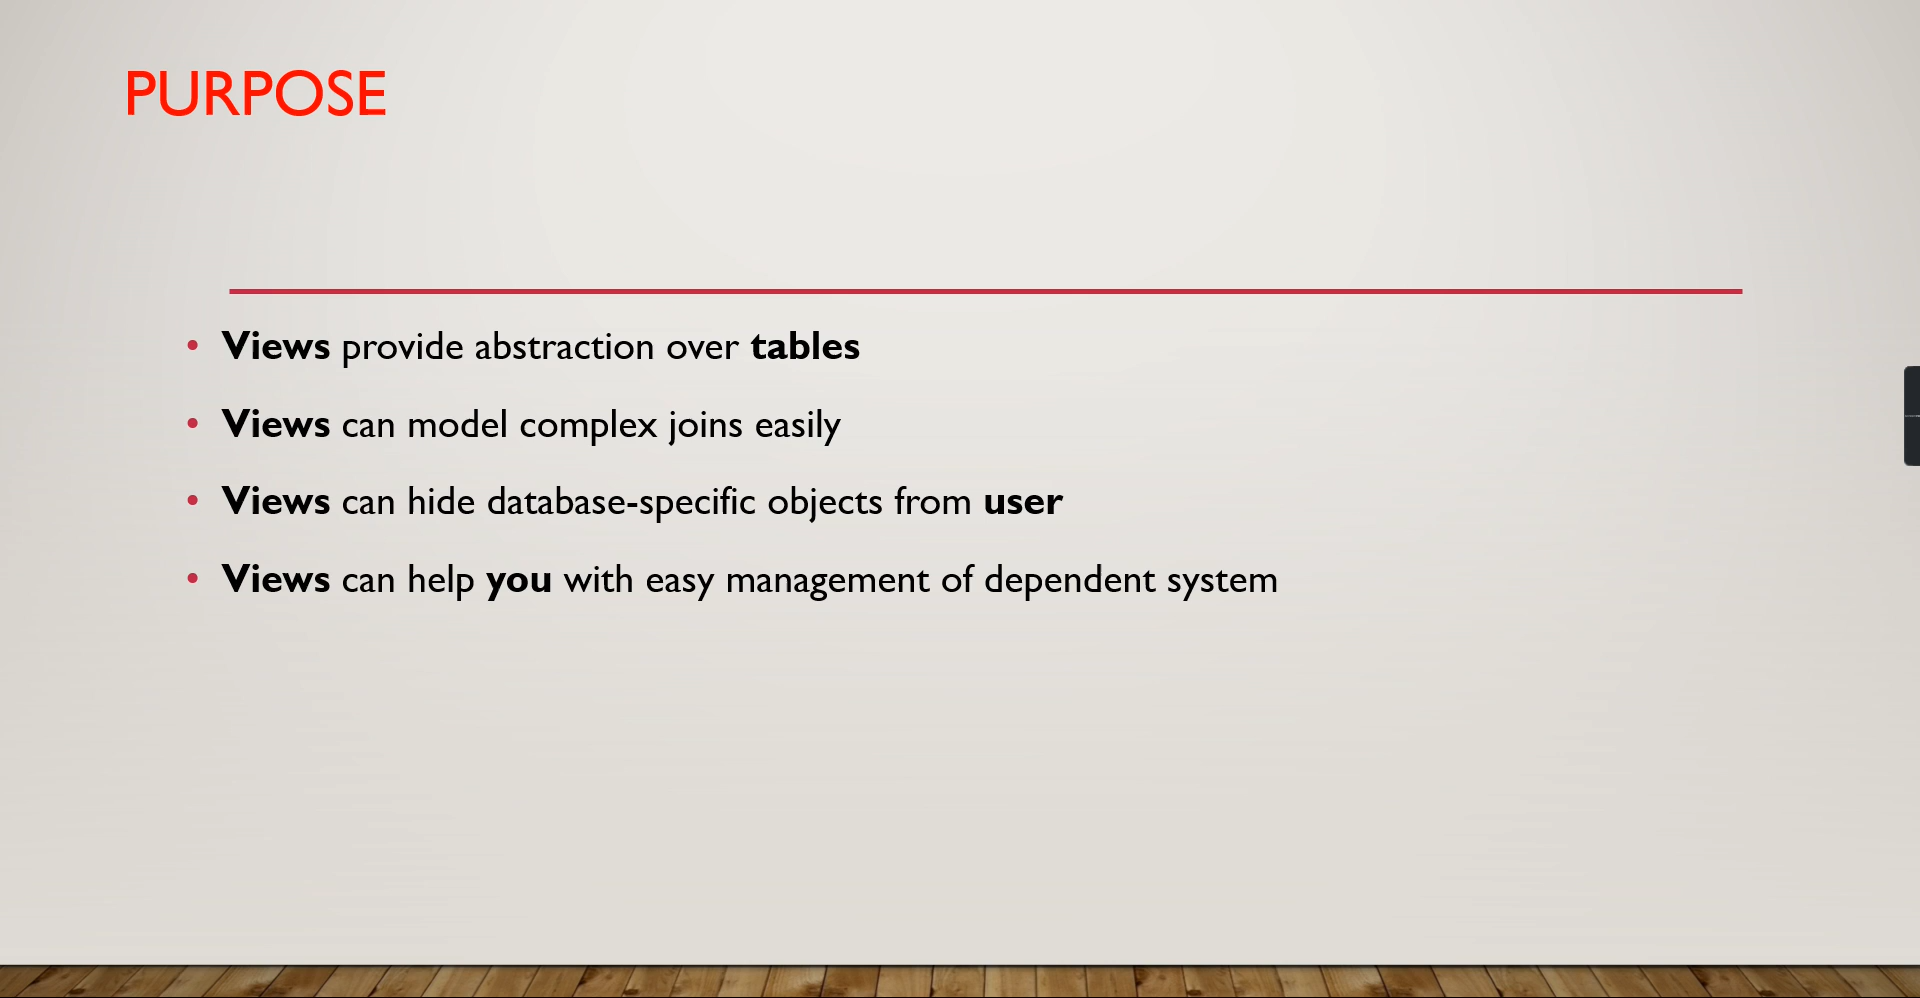 PURPOSE
• Views provide abstraction over tables
• Views can model complex joins easily
• Views can hide database-specific objects from user
• Views can help you with easy management of dependent system